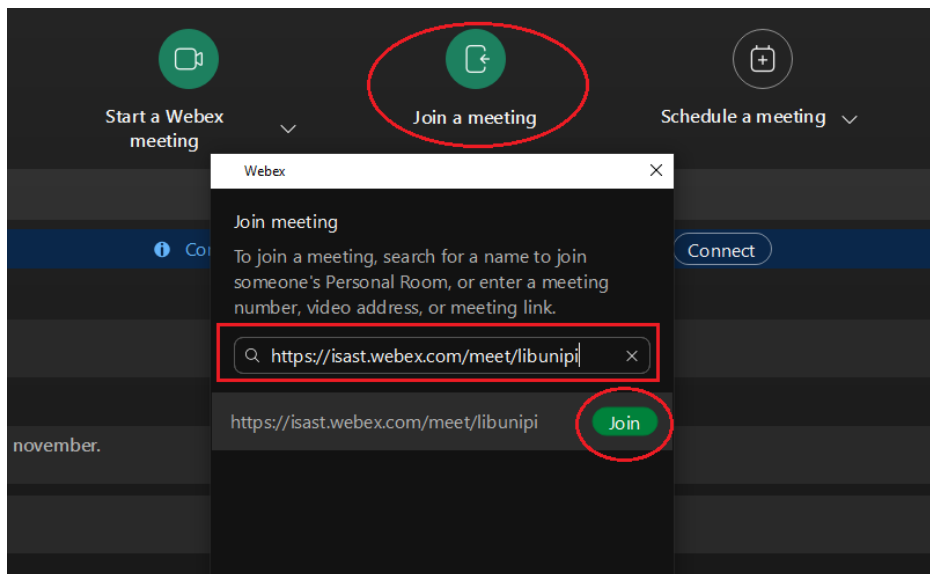 Start a Webex
meeting
Join a meeting
Schedule a meeting
Webex
Join meeting
To join a meeting, search for a name to join
someone's Personal Room, or enter a meeting
number, video address, or meeting link.
https://isast.webex.com/meet/libunipi
https://isast.webex.com/meet/libunipi
Join
Connect
november.